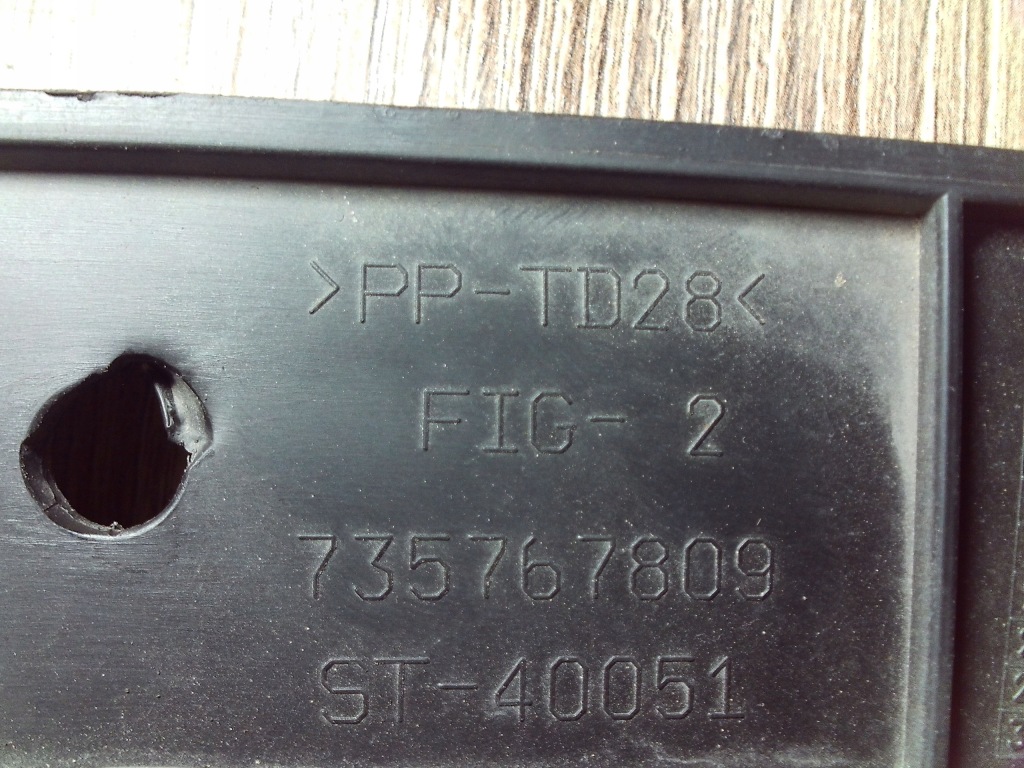 >PP-TD28<
FIG- 2
735767809
ST-40051